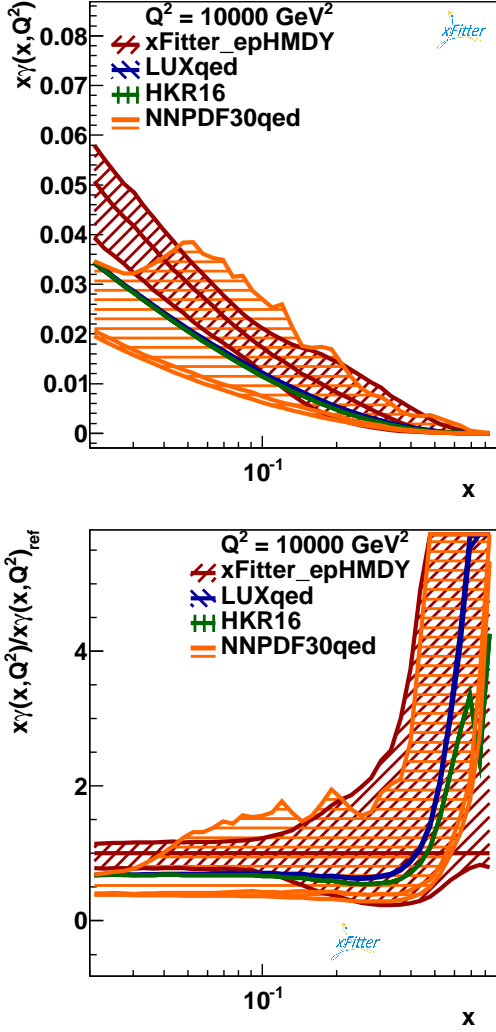 xγ(x,Q²)
0.08
0.07
0.06
0.05
0.04
0.03
0.02
0.01
0
Q² = 10000 GeV²
xFitter_epHMDY
LUXqed
HKR16
NNPDF30qed
xFitter
10⁻¹
x
xγ(x,Q²)/xγ(x,Q²)ref
4
2
0
Q² = 10000 GeV²
xFitter_epHMDY
LUXqed
HKR16
NNPDF30qed
xFitter
10⁻¹
x